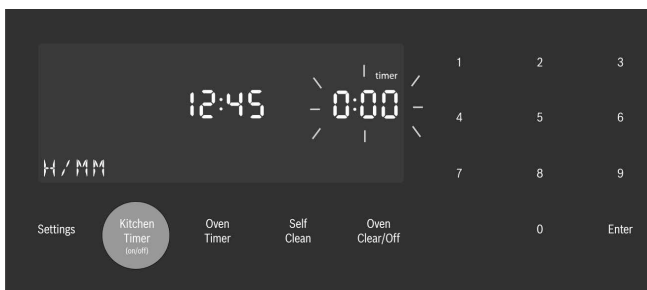 timer
12:45
0:00
H/MM
1 2 3
4 5 6
7 8 9
0 Enter
Settings
Kitchen
Timer
(on/off)
Oven
Timer
Self
Clean
Oven
Clear/Off